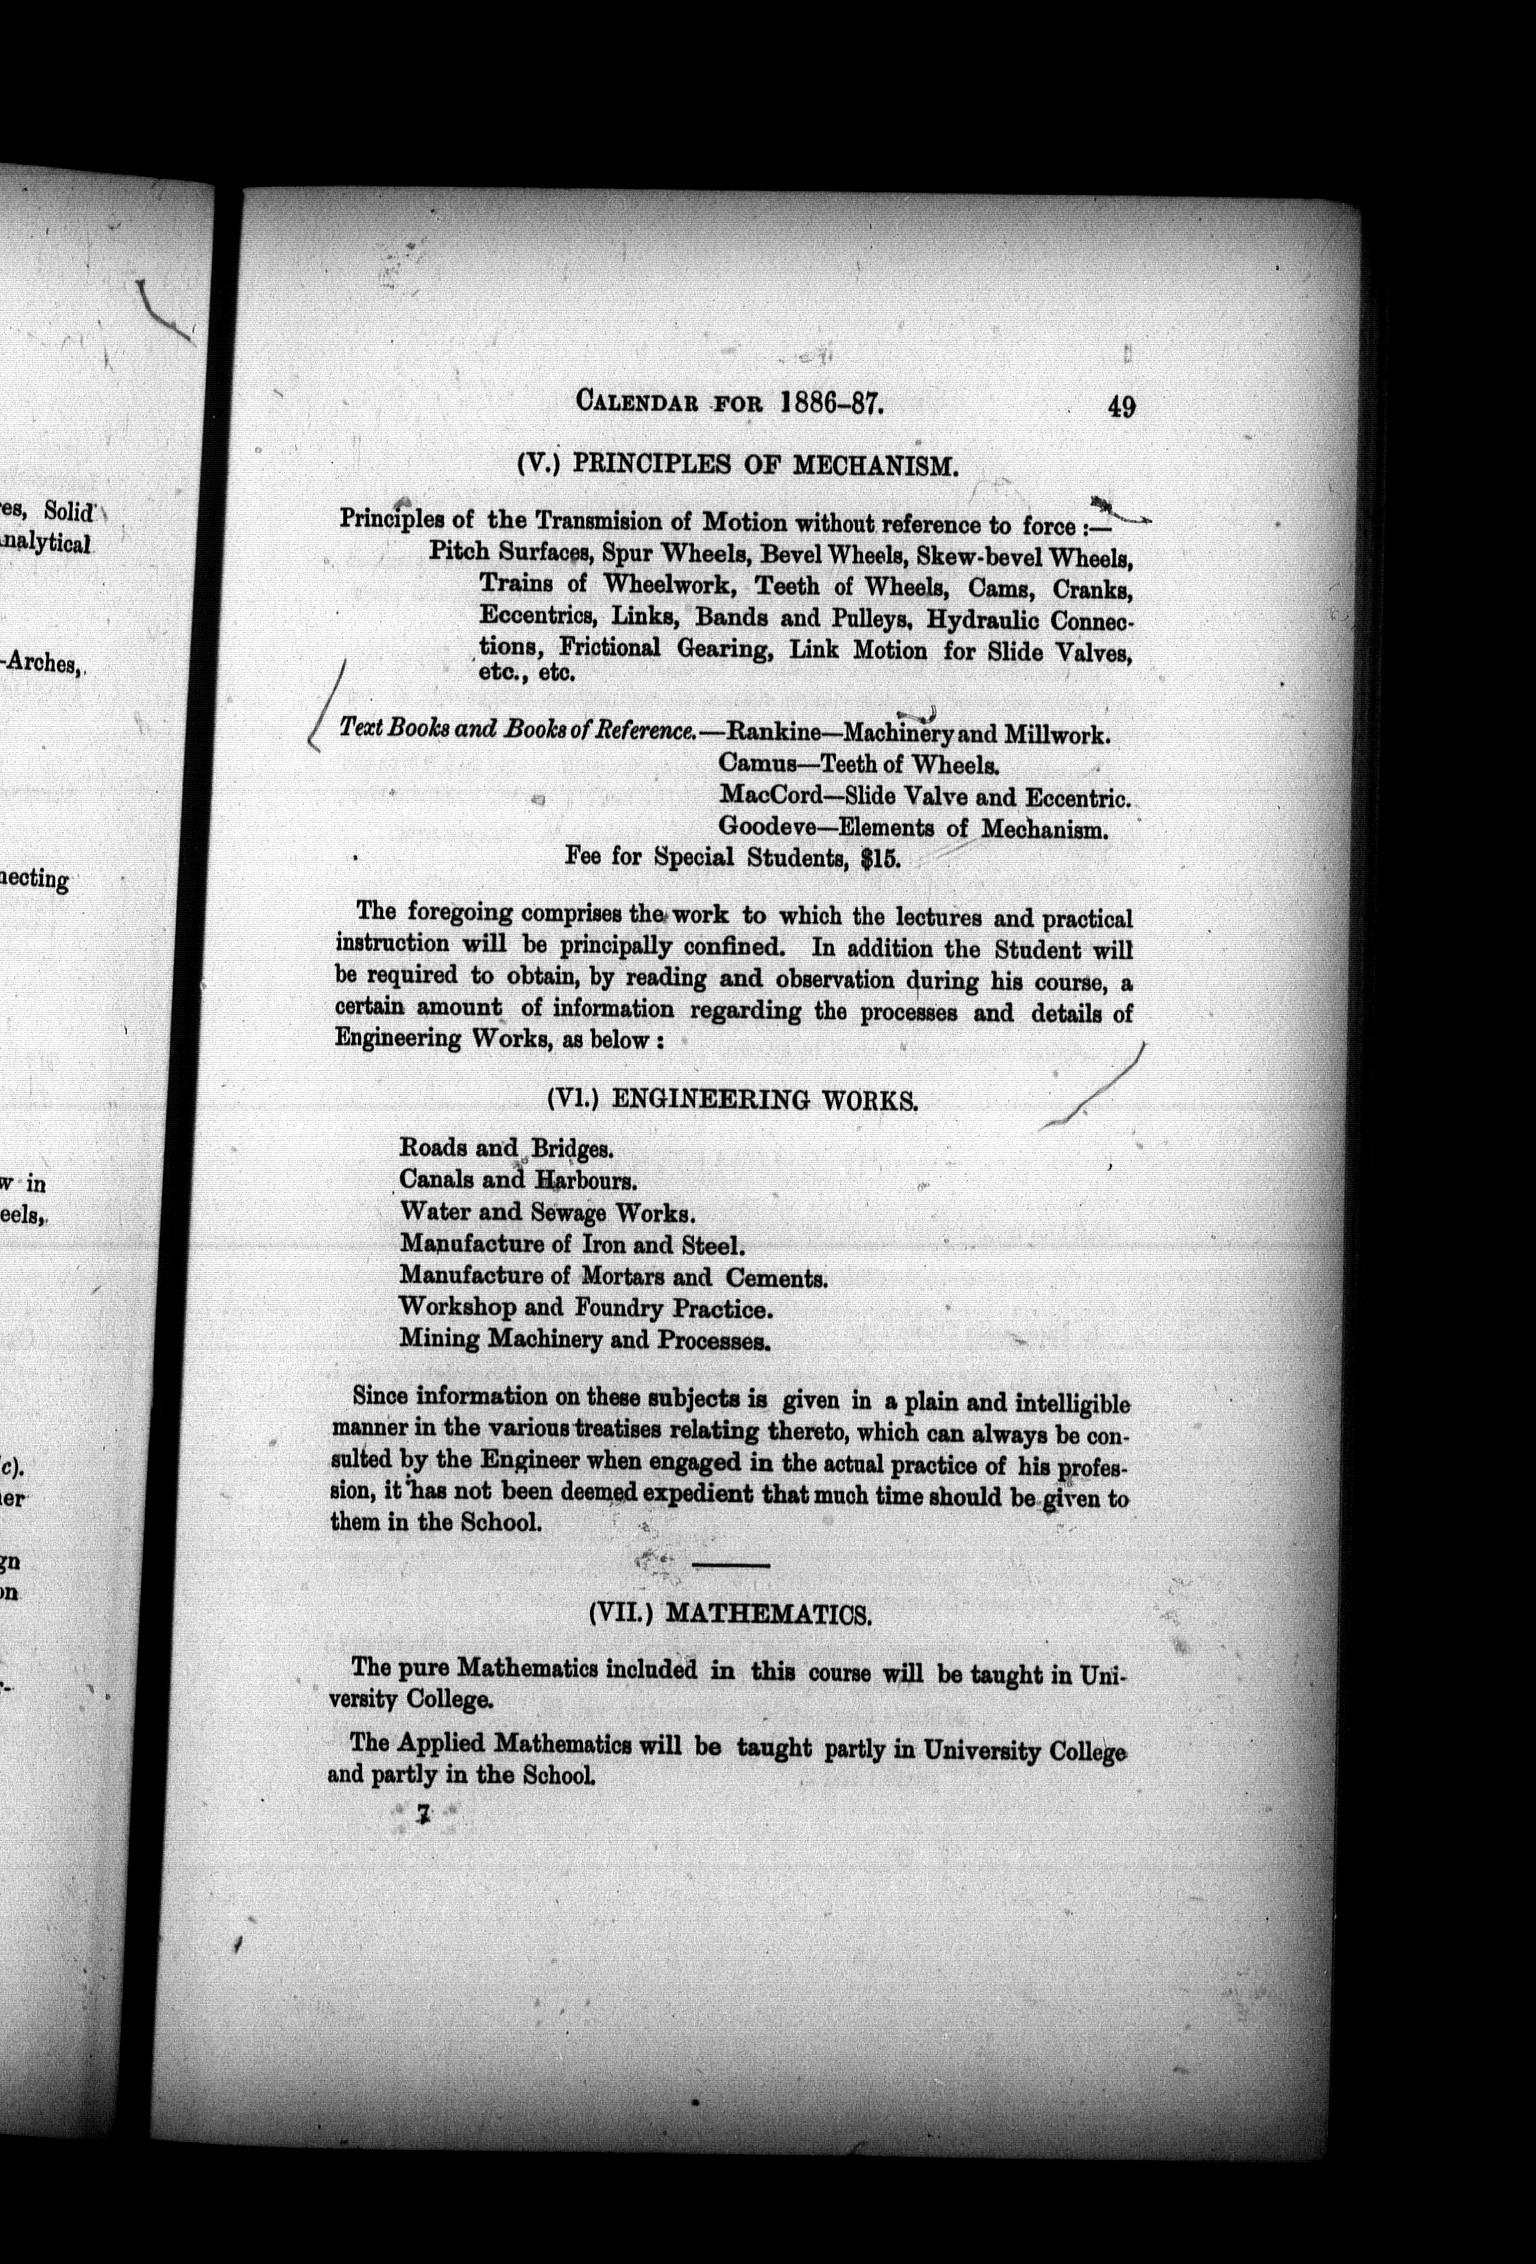 es, Solid
nalytical
-Arches,
necting
w in
eels,
c).
er
gn
on
CALENDAR FOR 1886-87. 49
(V.) PRINCIPLES OF MECHANISM.
Principles of the Transmision of Motion without reference to force :—
Pitch Surfaces, Spur Wheels, Bevel Wheels, Skew-bevel Wheels,
Trains of Wheelwork, Teeth of Wheels, Cams, Cranks,
Eccentrics, Links, Bands and Pulleys, Hydraulic Connec-
tions, Frictional Gearing, Link Motion for Slide Valves,
etc., etc.
Text Books and Books of Reference.—Rankine—Machinery and Millwork.
Camus—Teeth of Wheels.
MacCord—Slide Valve and Eccentric.
Goodeve—Elements of Mechanism.
Fee for Special Students, $15.
The foregoing comprises the work to which the lectures and practical
instruction will be principally confined. In addition the Student will
be required to obtain, by reading and observation during his course, a
certain amount of information regarding the processes and details of
Engineering Works, as below :
(VI.) ENGINEERING WORKS.
Roads and Bridges.
Canals and Harbours.
Water and Sewage Works.
Manufacture of Iron and Steel.
Manufacture of Mortars and Cements.
Workshop and Foundry Practice.
Mining Machinery and Processes.
Since information on these subjects is given in a plain and intelligible
manner in the various treatises relating thereto, which can always be con-
sulted by the Engineer when engaged in the actual practice of his profes-
sion, it has not been deemed expedient that much time should be given to
them in the School.
(VII.) MATHEMATICS.
The pure Mathematics included in this course will be taught in Uni-
versity College.
The Applied Mathematics will be taught partly in University College
and partly in the School.
7